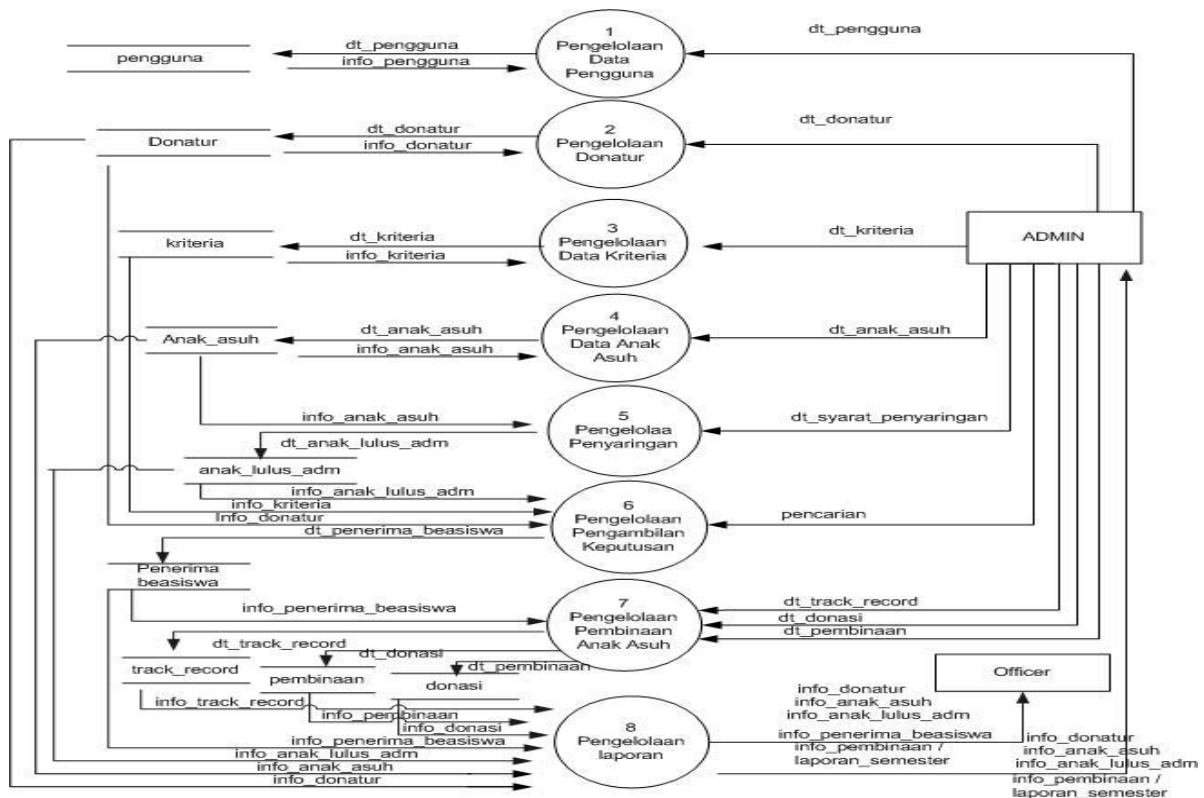 dt_pengguna
1
Pengelolaan
Data
Pengguna
dt_pengguna
pengguna
info_pengguna
dt_donatur
2
Pengelolaan
Donatur
dt_donatur
Donatur
info_donatur
kriteria
dt_kriteria
info_kriteria
3
Pengelolaan
Data Kriteria
dt_kriteria
ADMIN
Anak_asuh
dt_anak_asuh
info_anak_asuh
4
Pengelolaan
Data Anak
Asuh
dt_anak_asuh
info_anak_asuh
5
Pengelolaa
Penyaringan
dt_syarat_penyaringan
dt_anak_lulus_adm
anak_lulus_adm
info_anak_lulus_adm
info_kriteria
Info_donatur
dt_penerima_beasiswa
6
Pengelolaan
Pengambilan
Keputusan
pencarian
Penerima
beasiswa
info_penerima_beasiswa
7
Pengelolaan
Pembinaan
Anak Asuh
dt_track_record
dt_donasi
dt_pembinaan
dt_track_record
dt_donasi
dt_pembinaan
track_record
pembinaan
donasi
Officer
info_track_record
info_pembinaan
info_donasi
info_penerima_beasiswa
info_anak_lulus_adm
info_anak_asuh
info_donatur
8
Pengelolaan
laporan
info_donatur
info_anak_asuh
info_anak_lulus_adm
info_penerima_beasiswa
info_pembinaan /
laporan_semester
info_donatur
info_anak_asuh
info_anak_lulus_adm
info_pembinaan /
laporan_semester